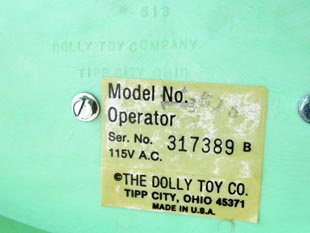 513
DOLLY TOY COMPANY
TIPP CITY, OHIO
Model No.
Operator
Ser. No. 317389 B
115V A.C.
©THE DOLLY TOY CO.
TIPP CITY, OHIO 45371
MADE IN U.S.A.